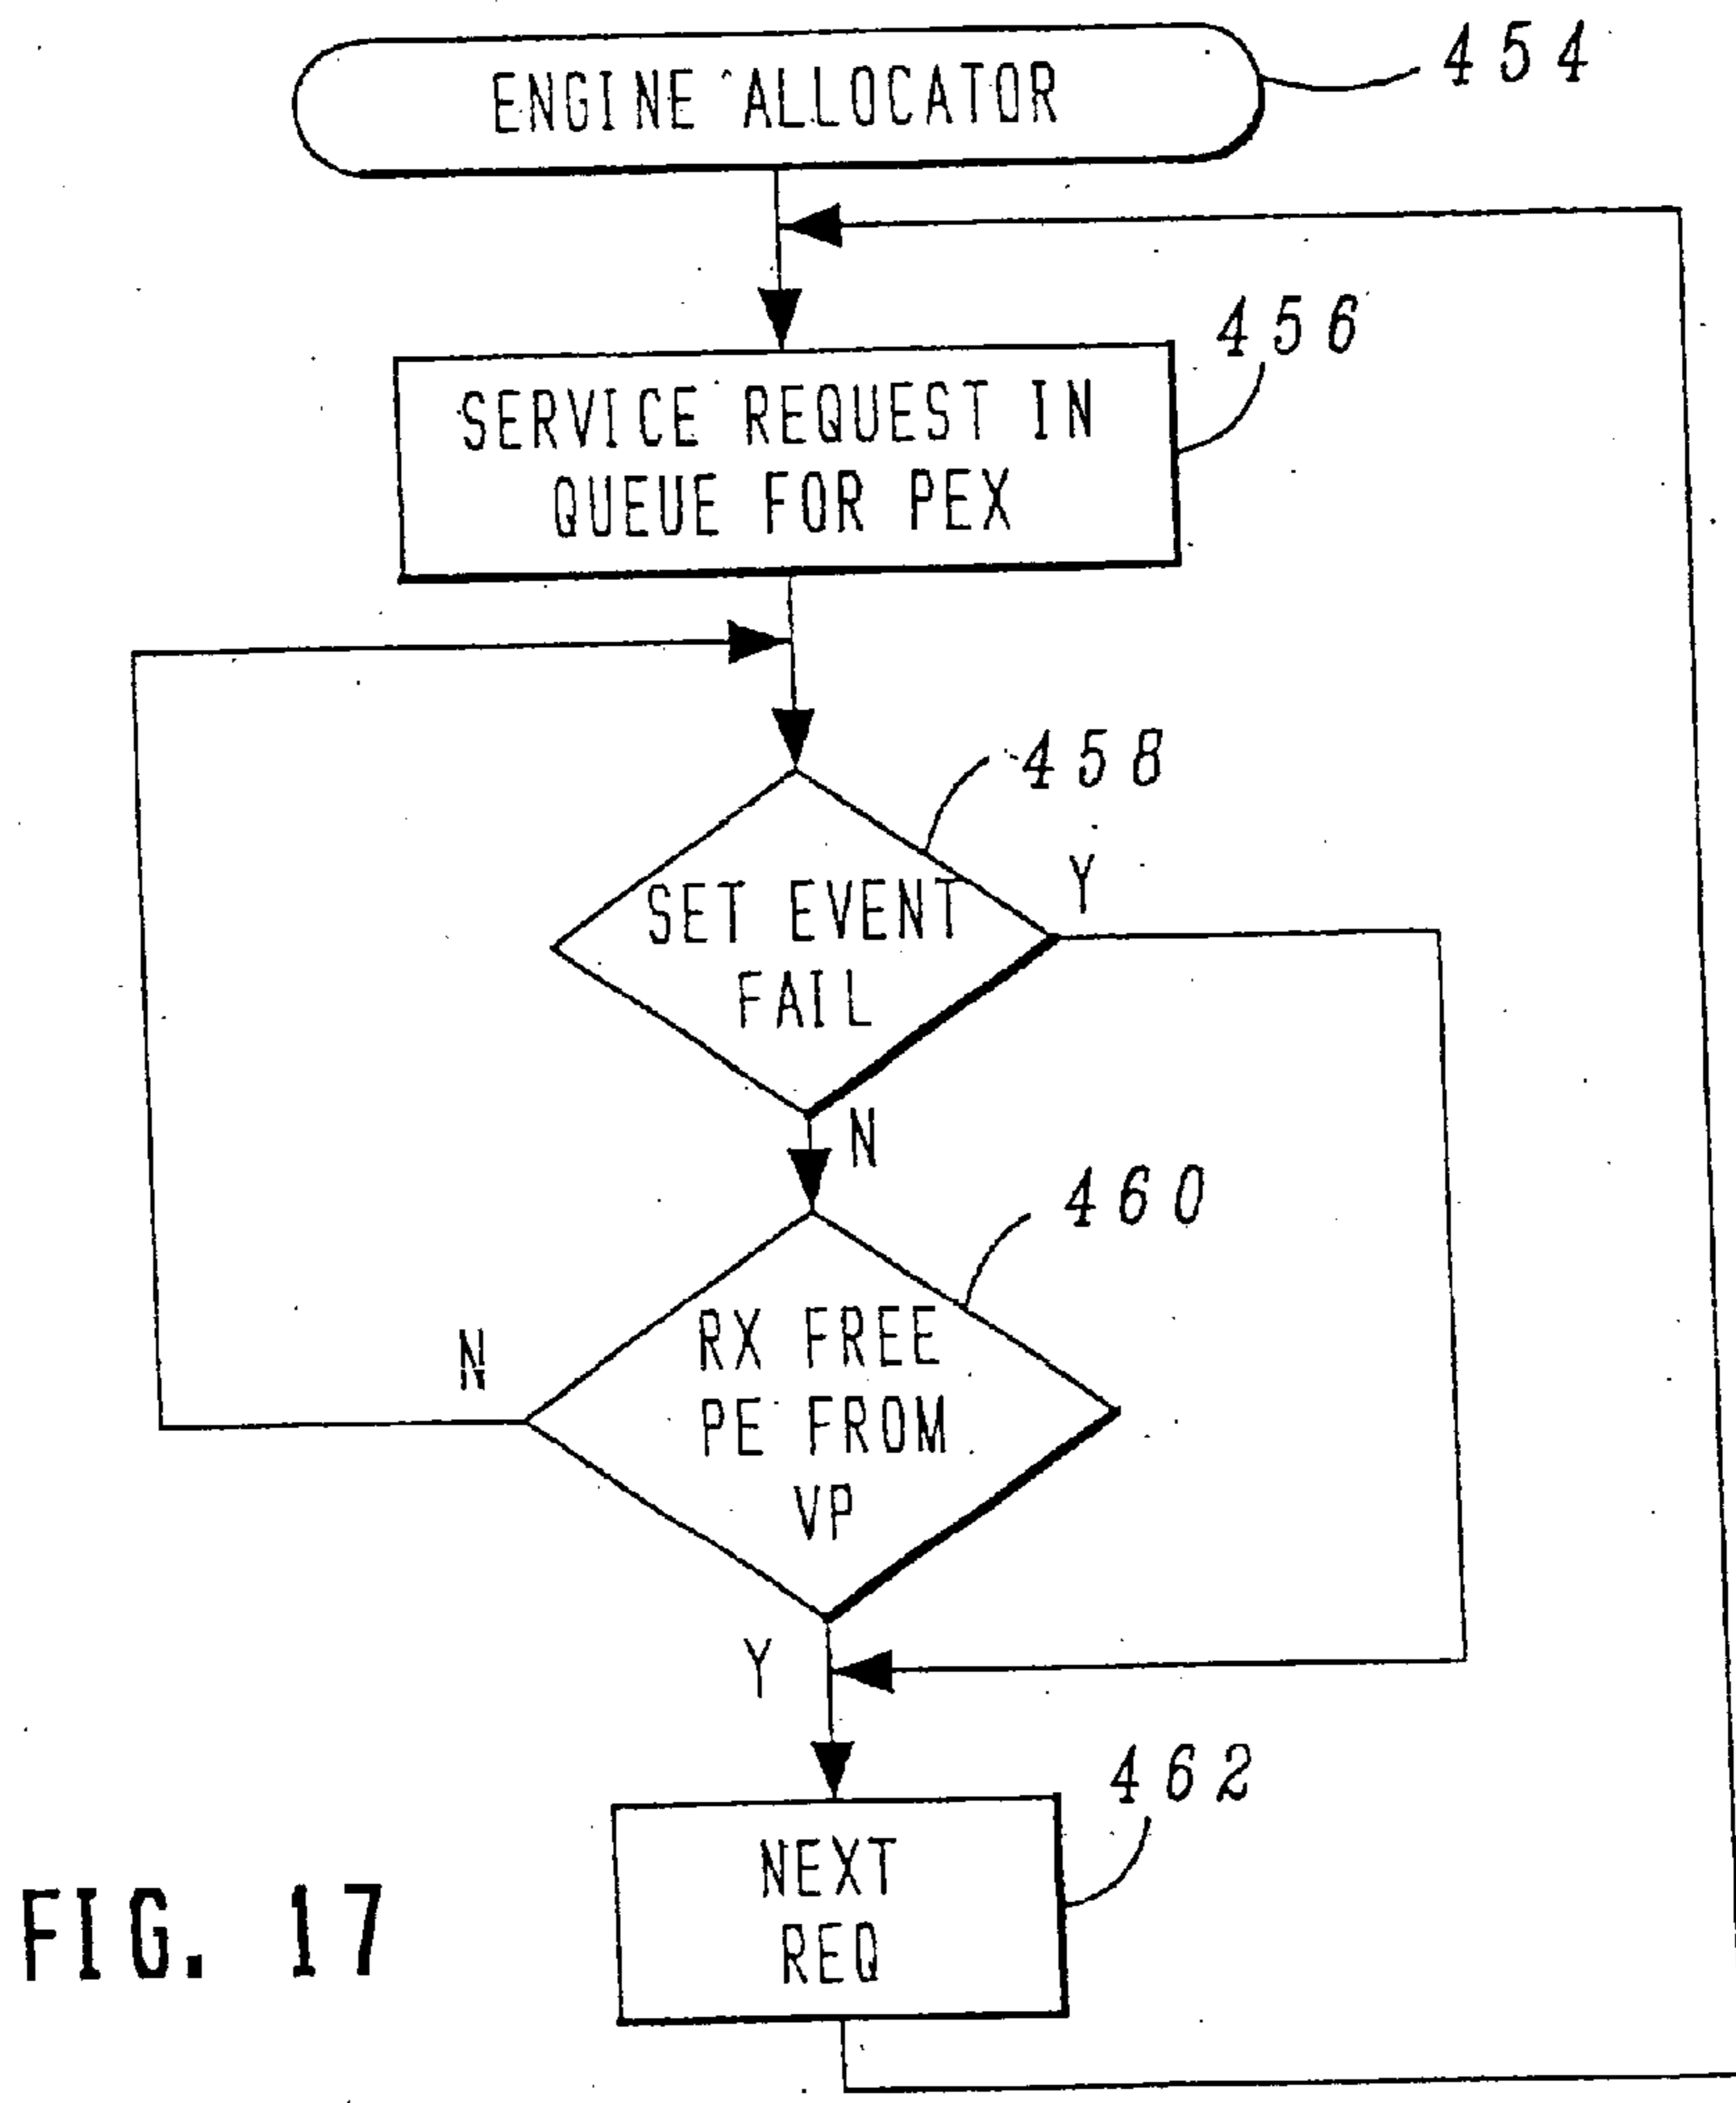 ENGINE ALLOCATOR
454
456
SERVICE REQUEST IN
QUEUE FOR PEX
458
Y
SET EVENT
FAIL
N
460
N
RX FREE
PE FROM
VP
Y
462
NEXT
REQ
FIG. 17